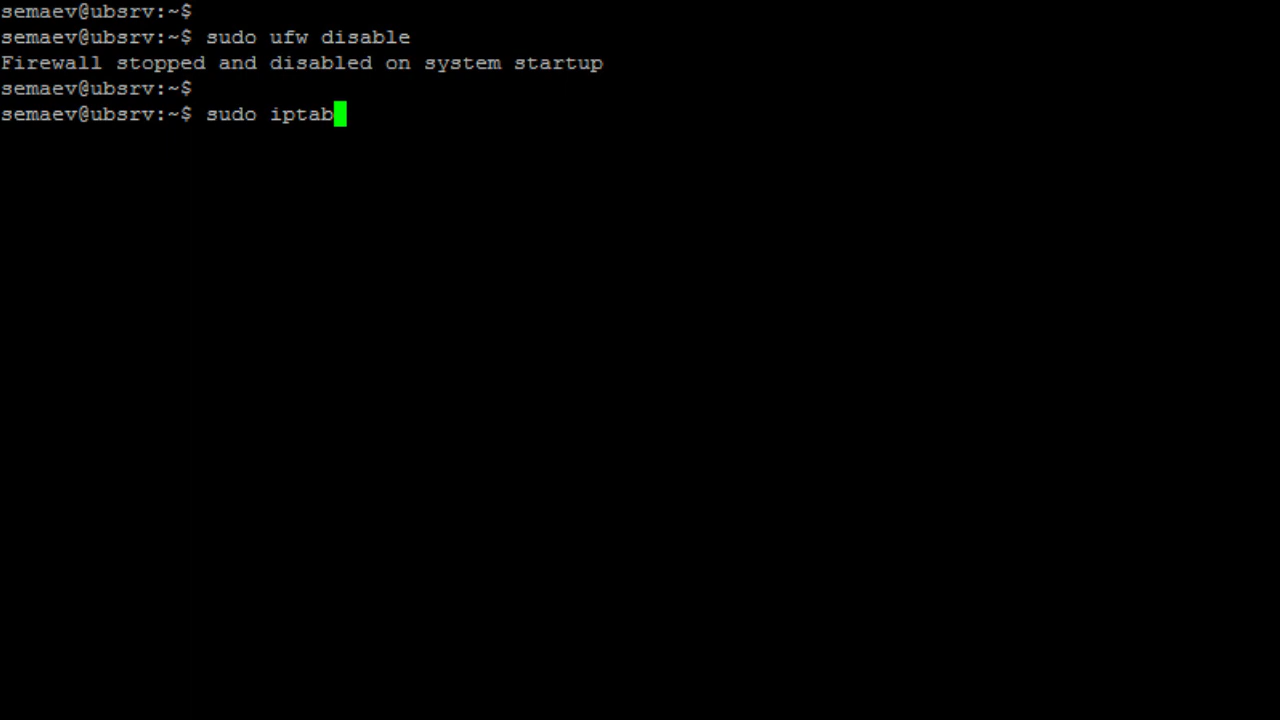 semaev@ubsrv:~$
semaev@ubsrv:~$ sudo ufw disable
Firewall stopped and disabled on system startup
semaev@ubsrv:~$
semaev@ubsrv:~$ sudo iptab